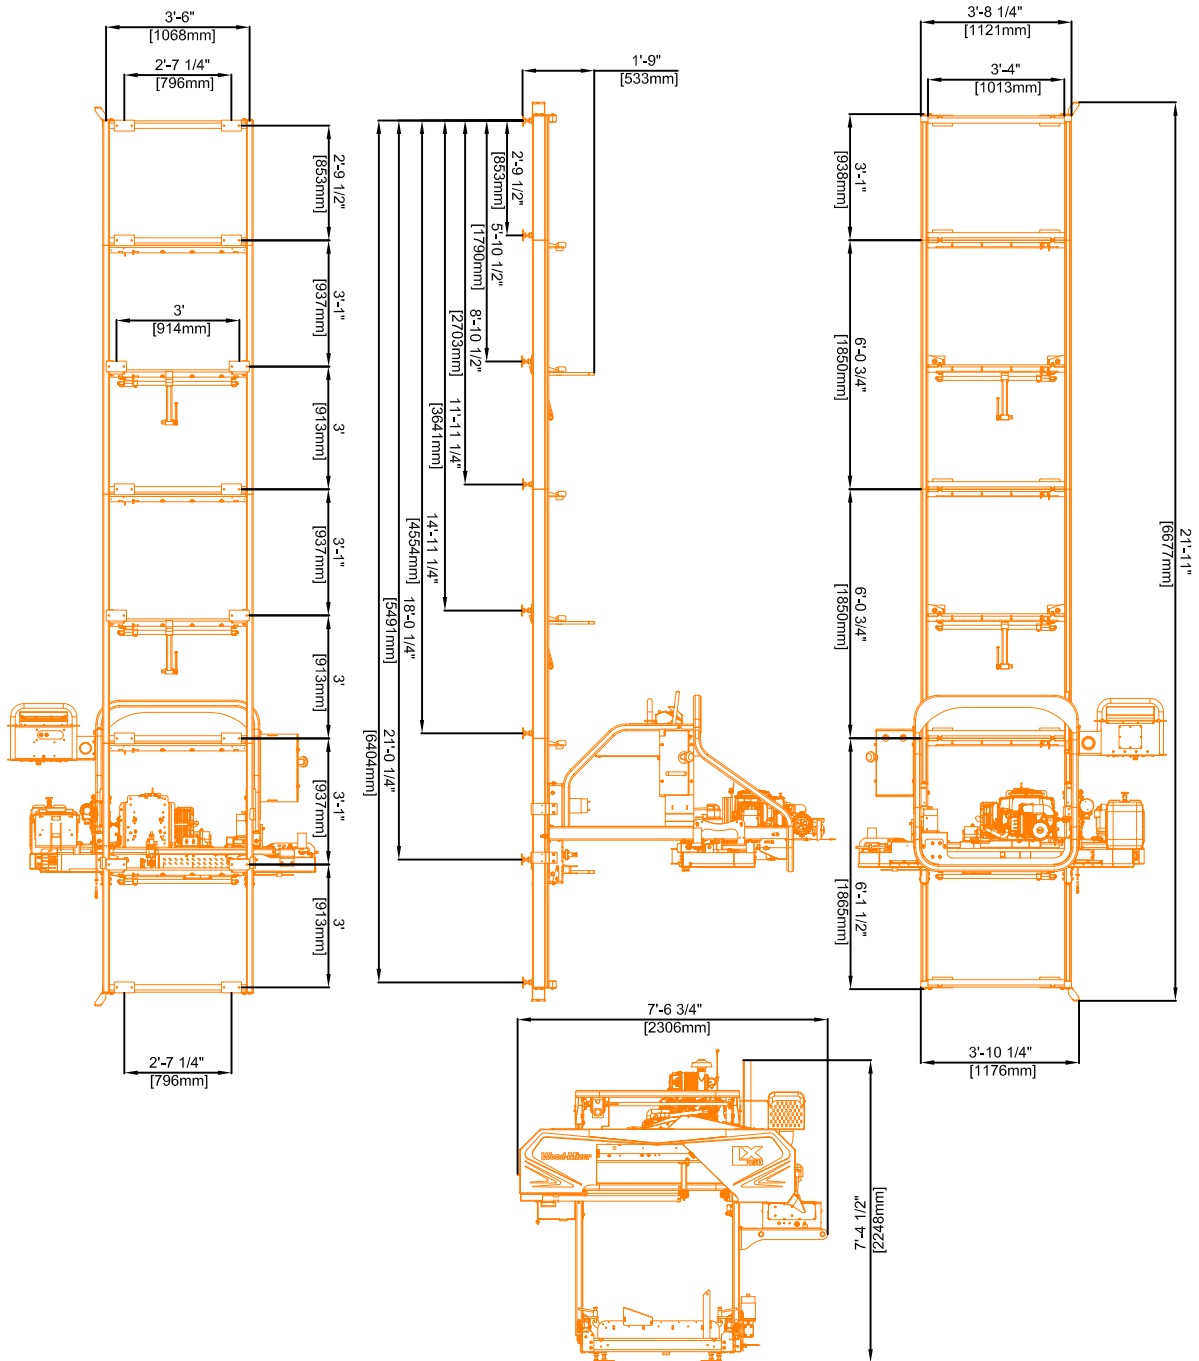 3'-6"
[1068mm]
2'-7 1/4"
[796mm]
2'-9 1/2"
[853mm]
3'-1"
[937mm]
3'
[914mm]
3'
[913mm]
3'-1"
[937mm]
3'
[913mm]
3'-1"
[937mm]
3'
[913mm]
2'-7 1/4"
[796mm]
1'-9"
[533mm]
2'-9 1/2"
[853mm]
5'-10 1/2"
[1790mm]
8'-10 1/2"
[2703mm]
11'-11 1/4"
[3641mm]
14'-11 1/4"
[4554mm]
18'-0 1/4"
[5491mm]
21'-0 1/4"
[6404mm]
3'-8 1/4"
[1121mm]
3'-4"
[1013mm]
3'-1"
[938mm]
6'-0 3/4"
[1850mm]
21'-11"
[6677mm]
6'-0 3/4"
[1850mm]
6'-1 1/2"
[1865mm]
3'-10 1/4"
[1176mm]
7'-6 3/4"
[2306mm]
Wood-Mizer
LX
7'-4 1/2"
[2248mm]